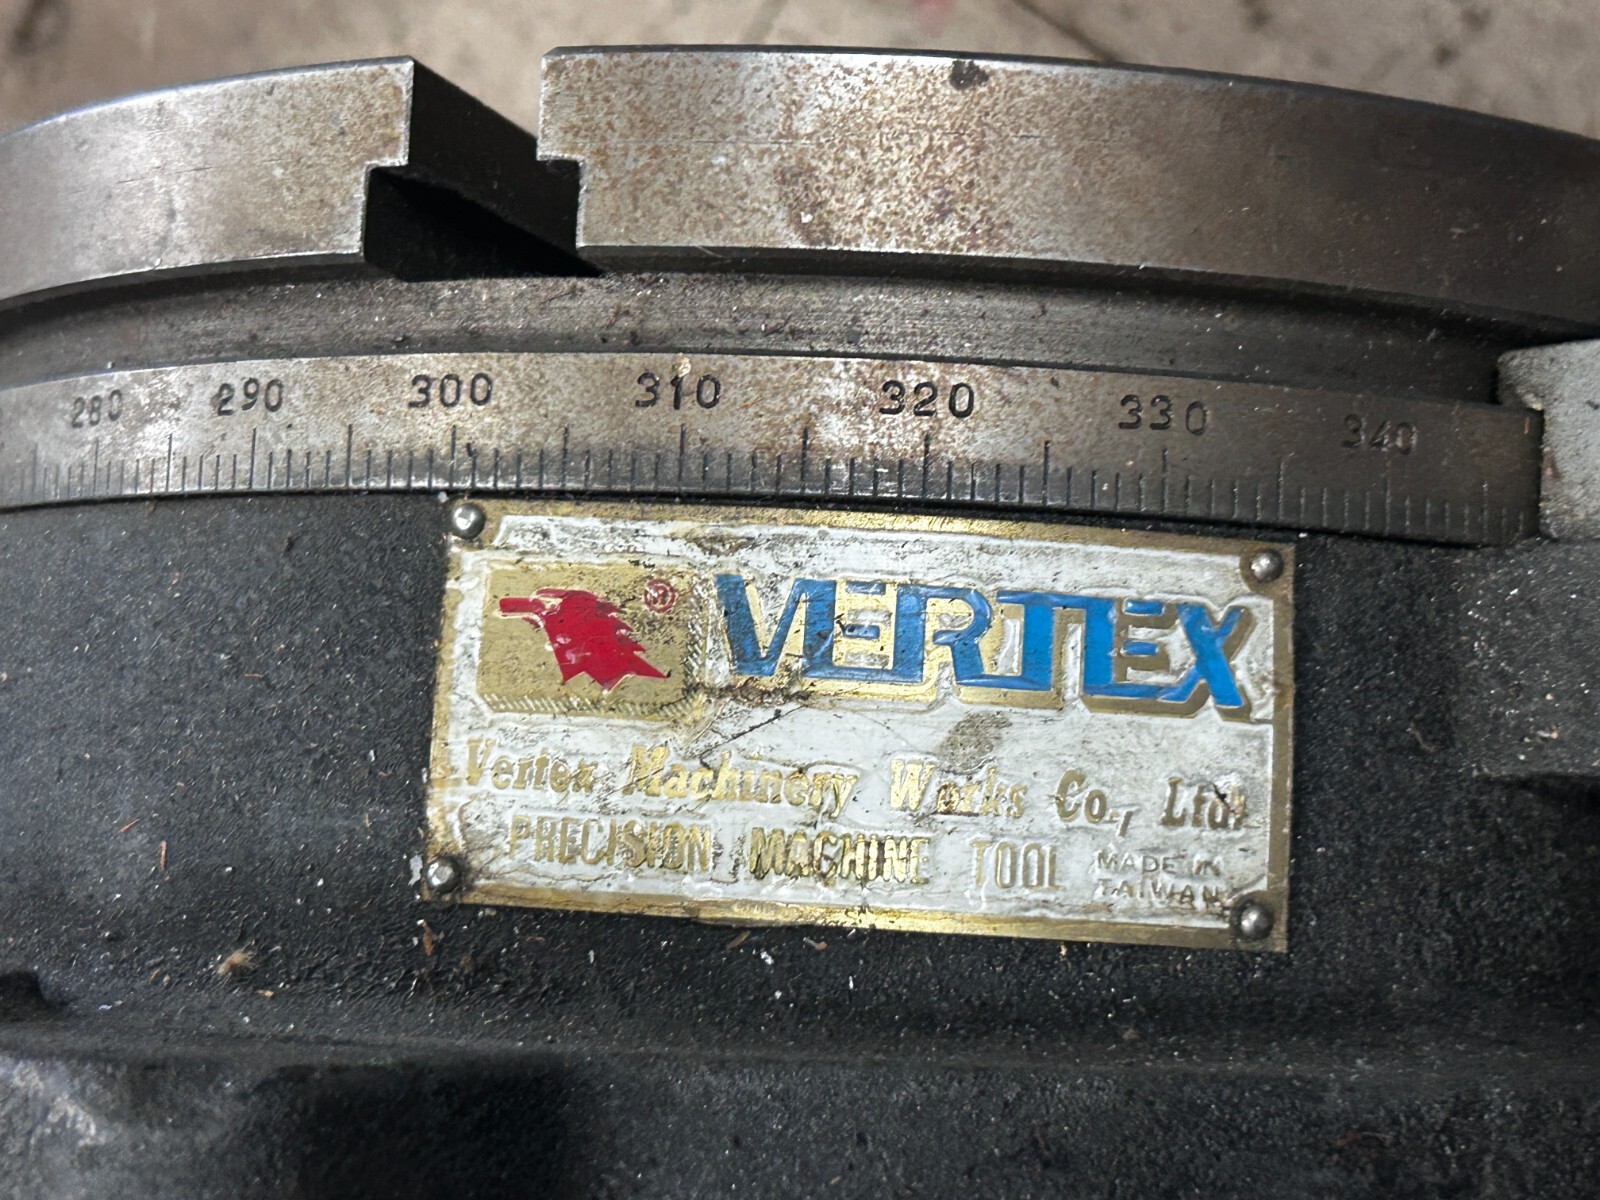 280 290 300 310 320 330 340
® VERTEX
Vertex Machinery Works Co., Ltd.
PRECISION MACHINE TOOL MADE IN
TAIWAN